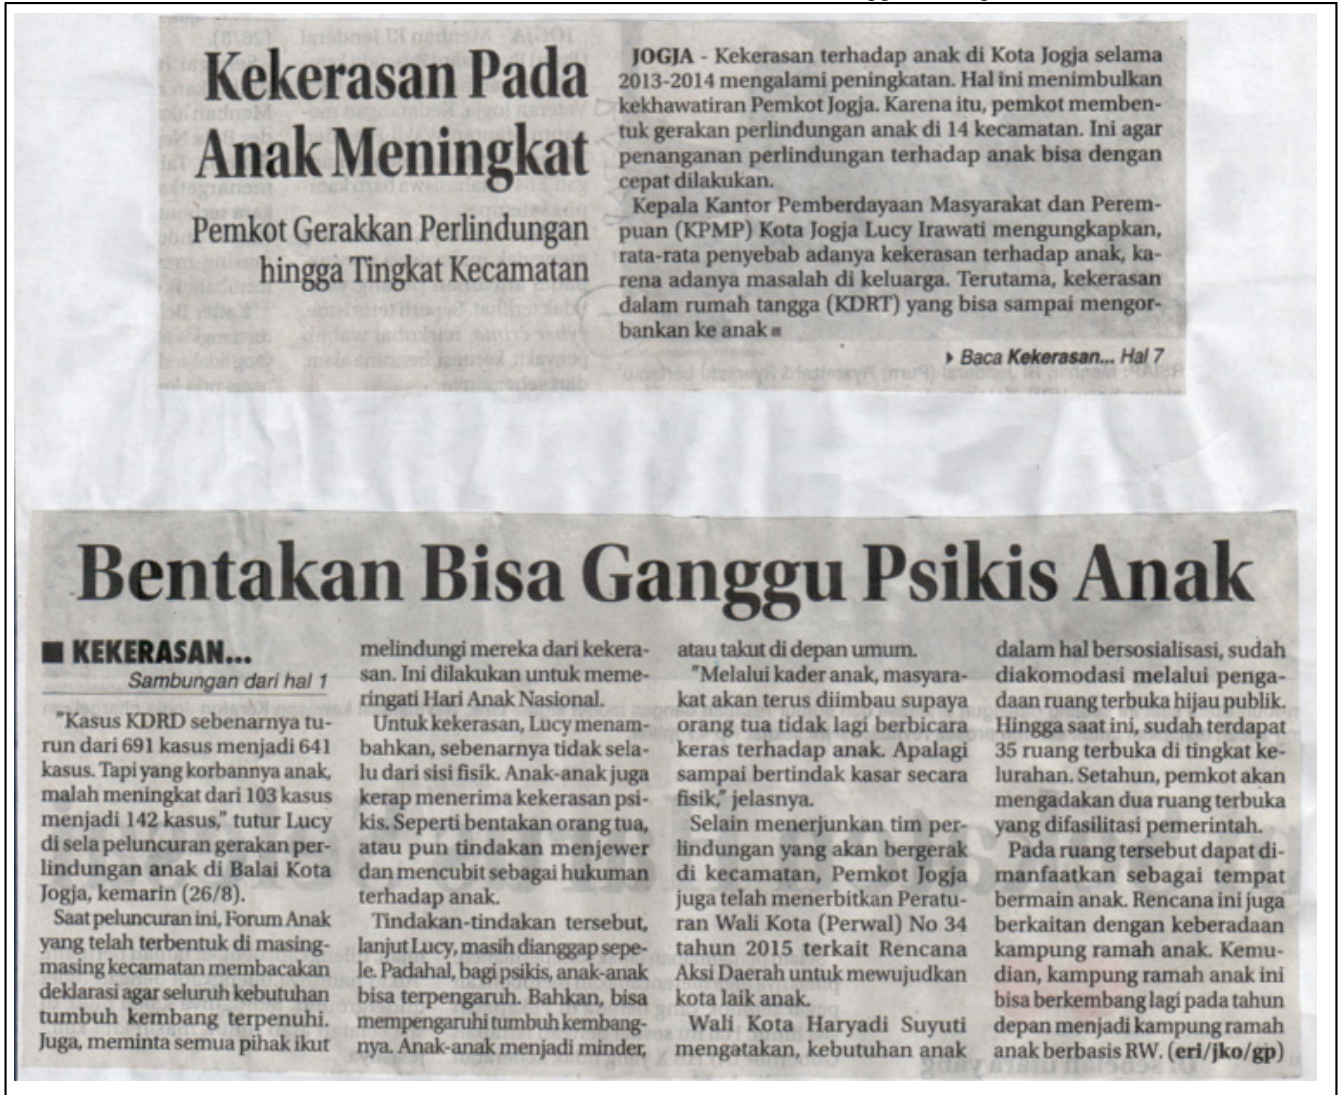 Kekerasan Pada
Anak Meningkat
Pemkot Gerakkan Perlindungan
hingga Tingkat Kecamatan
JOGJA - Kekerasan terhadap anak di Kota Jogja selama
2013-2014 mengalami peningkatan. Hal ini menimbulkan
kekhawatiran Pemkot Jogja. Karena itu, pemkot memben-
tuk gerakan perlindungan anak di 14 kecamatan. Ini agar
penanganan perlindungan terhadap anak bisa dengan
cepat dilakukan.
Kepala Kantor Pemberdayaan Masyarakat dan Perem-
puan (KPMP) Kota Jogja Lucy Irawati mengungkapkan,
rata-rata penyebab adanya kekerasan terhadap anak, ka-
rena adanya masalah di keluarga. Terutama, kekerasan
dalam rumah tangga (KDRT) yang bisa sampai mengor-
bankan ke anak ■
▸ Baca Kekerasan... Hal 7
Bentakan Bisa Ganggu Psikis Anak
■ KEKERASAN...
Sambungan dari hal 1
"Kasus KDRD sebenarnya tu-
run dari 691 kasus menjadi 641
kasus. Tapi yang korbannya anak,
malah meningkat dari 103 kasus
menjadi 142 kasus," tutur Lucy
di sela peluncuran gerakan per-
lindungan anak di Balai Kota
Jogja, kemarin (26/8).
Saat peluncuran ini, Forum Anak
yang telah terbentuk di masing-
masing kecamatan membacakan
deklarasi agar seluruh kebutuhan
tumbuh kembang terpenuhi.
Juga, meminta semua pihak ikut
melindungi mereka dari kekera-
san. Ini dilakukan untuk meme-
ringati Hari Anak Nasional.
Untuk kekerasan, Lucy menam-
bahkan, sebenarnya tidak sela-
lu dari sisi fisik. Anak-anak juga
kerap menerima kekerasan psi-
kis. Seperti bentakan orang tua,
atau pun tindakan menjewer
dan mencubit sebagai hukuman
terhadap anak.
Tindakan-tindakan tersebut,
lanjut Lucy, masih dianggap sepe-
le. Padahal, bagi psikis, anak-anak
bisa terpengaruh. Bahkan, bisa
mempengaruhi tumbuh kembang-
nya. Anak-anak menjadi minder,
atau takut di depan umum.
"Melalui kader anak, masyara-
kat akan terus diimbau supaya
orang tua tidak lagi berbicara
keras terhadap anak. Apalagi
sampai bertindak kasar secara
fisik," jelasnya.
Selain menerjunkan tim per-
lindungan yang akan bergerak
di kecamatan, Pemkot Jogja
juga telah menerbitkan Peratu-
ran Wali Kota (Perwal) No 34
tahun 2015 terkait Rencana
Aksi Daerah untuk mewujudkan
kota laik anak.
Wali Kota Haryadi Suyuti
mengatakan, kebutuhan anak
dalam hal bersosialisasi, sudah
diakomodasi melalui penga-
daan ruang terbuka hijau publik.
Hingga saat ini, sudah terdapat
35 ruang terbuka di tingkat ke-
lurahan. Setahun, pemkot akan
mengadakan dua ruang terbuka
yang difasilitasi pemerintah.
Pada ruang tersebut dapat di-
manfaatkan sebagai tempat
bermain anak. Rencana ini juga
berkaitan dengan keberadaan
kampung ramah anak. Kemu-
dian, kampung ramah anak ini
bisa berkembang lagi pada tahun
depan menjadi kampung ramah
anak berbasis RW. (eri/jko/gp)